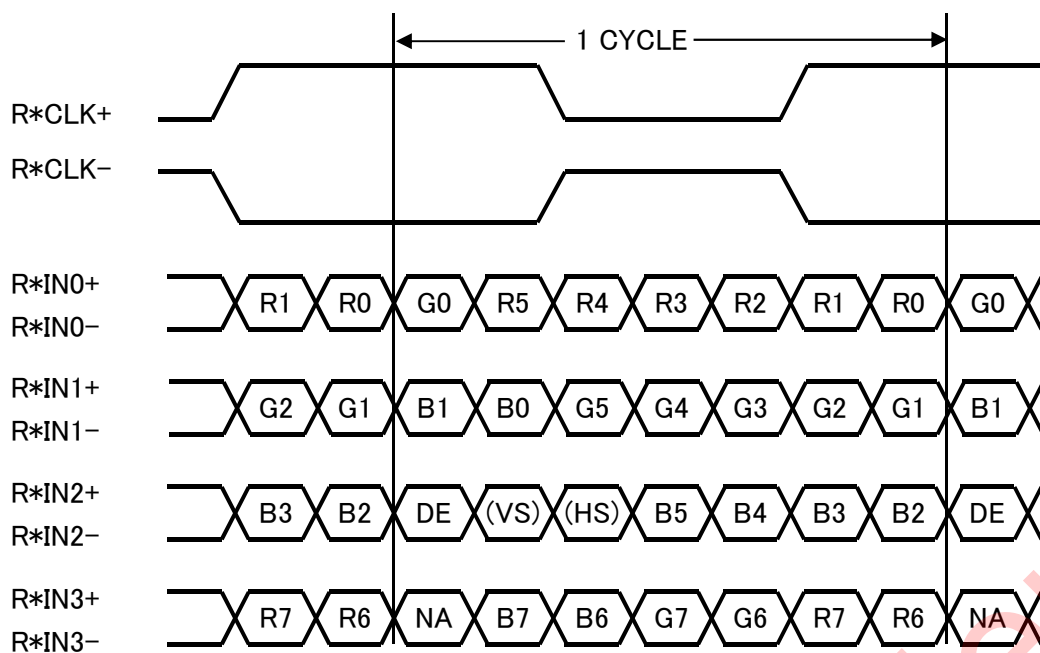 1 CYCLE
R*CLK+
R*CLK-
R*IN0+
R1 R0 G0 R5 R4 R3 R2 R1 R0 G0
R*IN0-
R*IN1+
G2 G1 B1 B0 G5 G4 G3 G2 G1 B1
R*IN1-
R*IN2+
B3 B2 DE (VS) (HS) B5 B4 B3 B2 DE
R*IN2-
R*IN3+
R7 R6 NA B7 B6 G7 G6 R7 R6 NA
R*IN3-